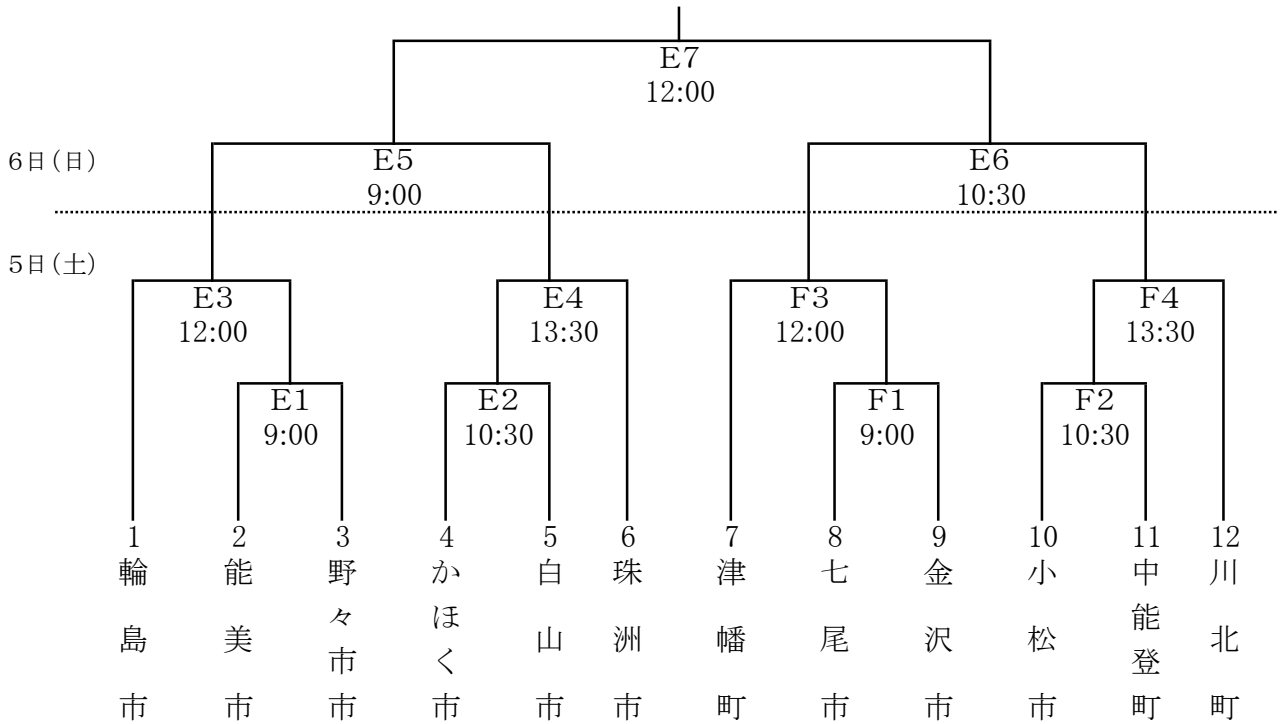 E7
12:00
6日(日)
E5
9:00
E6
10:30
5日(土)
E3
12:00
E4
13:30
F3
12:00
F4
13:30
E1
9:00
E2
10:30
F1
9:00
F2
10:30
1
輪島市
2
能美市
3
野々市市
4
かほく市
5
白山市
6
珠洲市
7
津幡町
8
七尾市
9
金沢市
10
小松市
11
中能登町
12
川北町